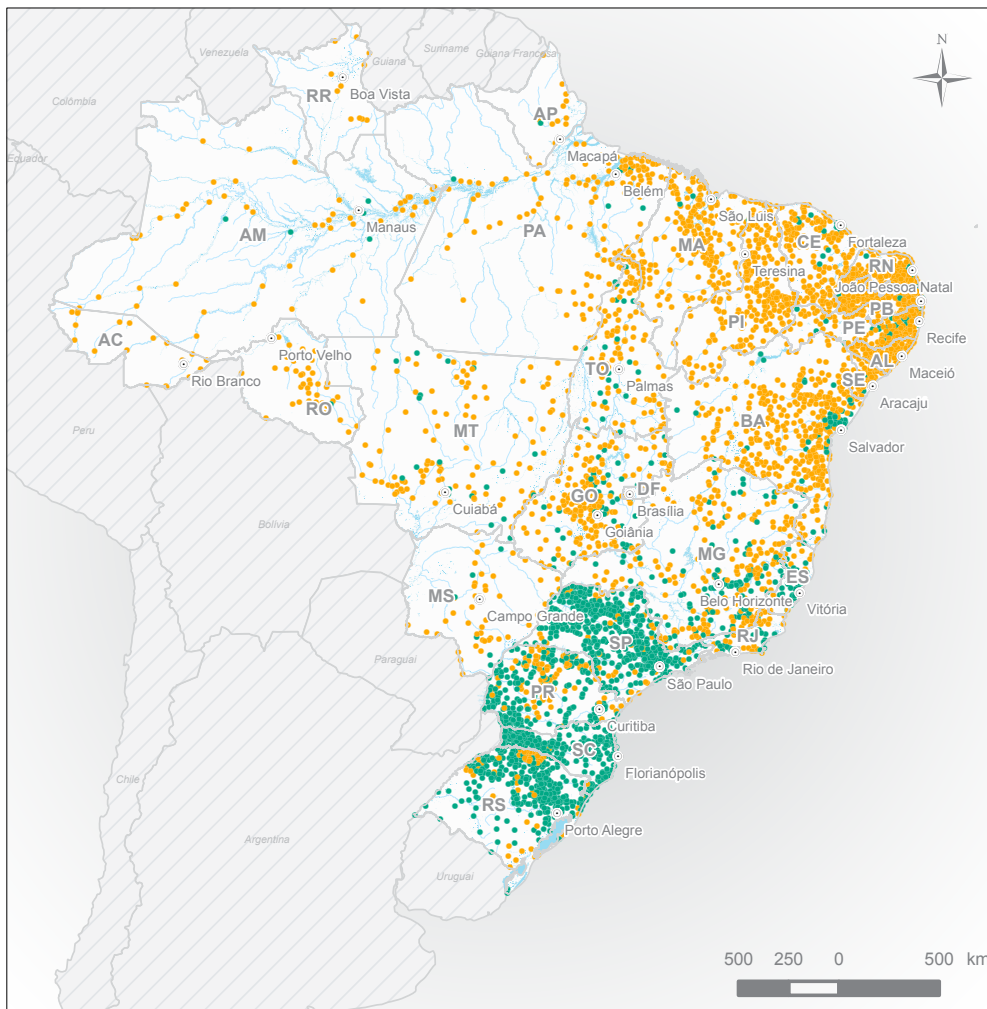 N
Venezuela
Suriname
Guiana Francesa
Guiana
Colômbia
RR
Boa Vista
AP
Equador
Macapá
Belém
São Luís
Manaus
AM
PA
MA
CE
Fortaleza
Teresina
RN
João Pessoa Natal
PB
PI
PE
AC
Porto Velho
Recife
AL
Rio Branco
TO
Palmas
SE
Maceió
RO
Aracaju
MT
BA
Peru
Salvador
Cuiabá
GO
DF
Brasília
Bolívia
Goiânia
MG
ES
MS
Campo Grande
Belo Horizonte
Vitória
SP
RJ
Rio de Janeiro
Paraguai
São Paulo
PR
Curitiba
SC
Florianópolis
Chile
RS
Porto Alegre
Argentina
Uruguai
500 250 0 500 km